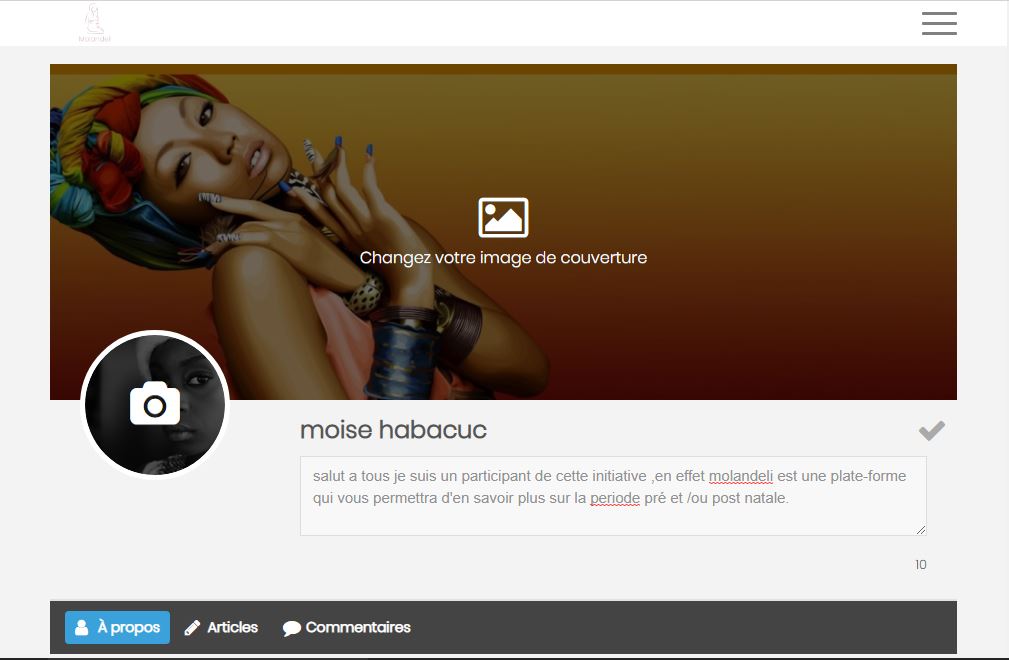 Molandeli
Changez votre image de couverture
moise habacuc
salut a tous je suis un participant de cette initiative ,en effet molandeli est une plate-forme
qui vous permettra d'en savoir plus sur la periode pré et /ou post natale.
10
À propos Articles Commentaires